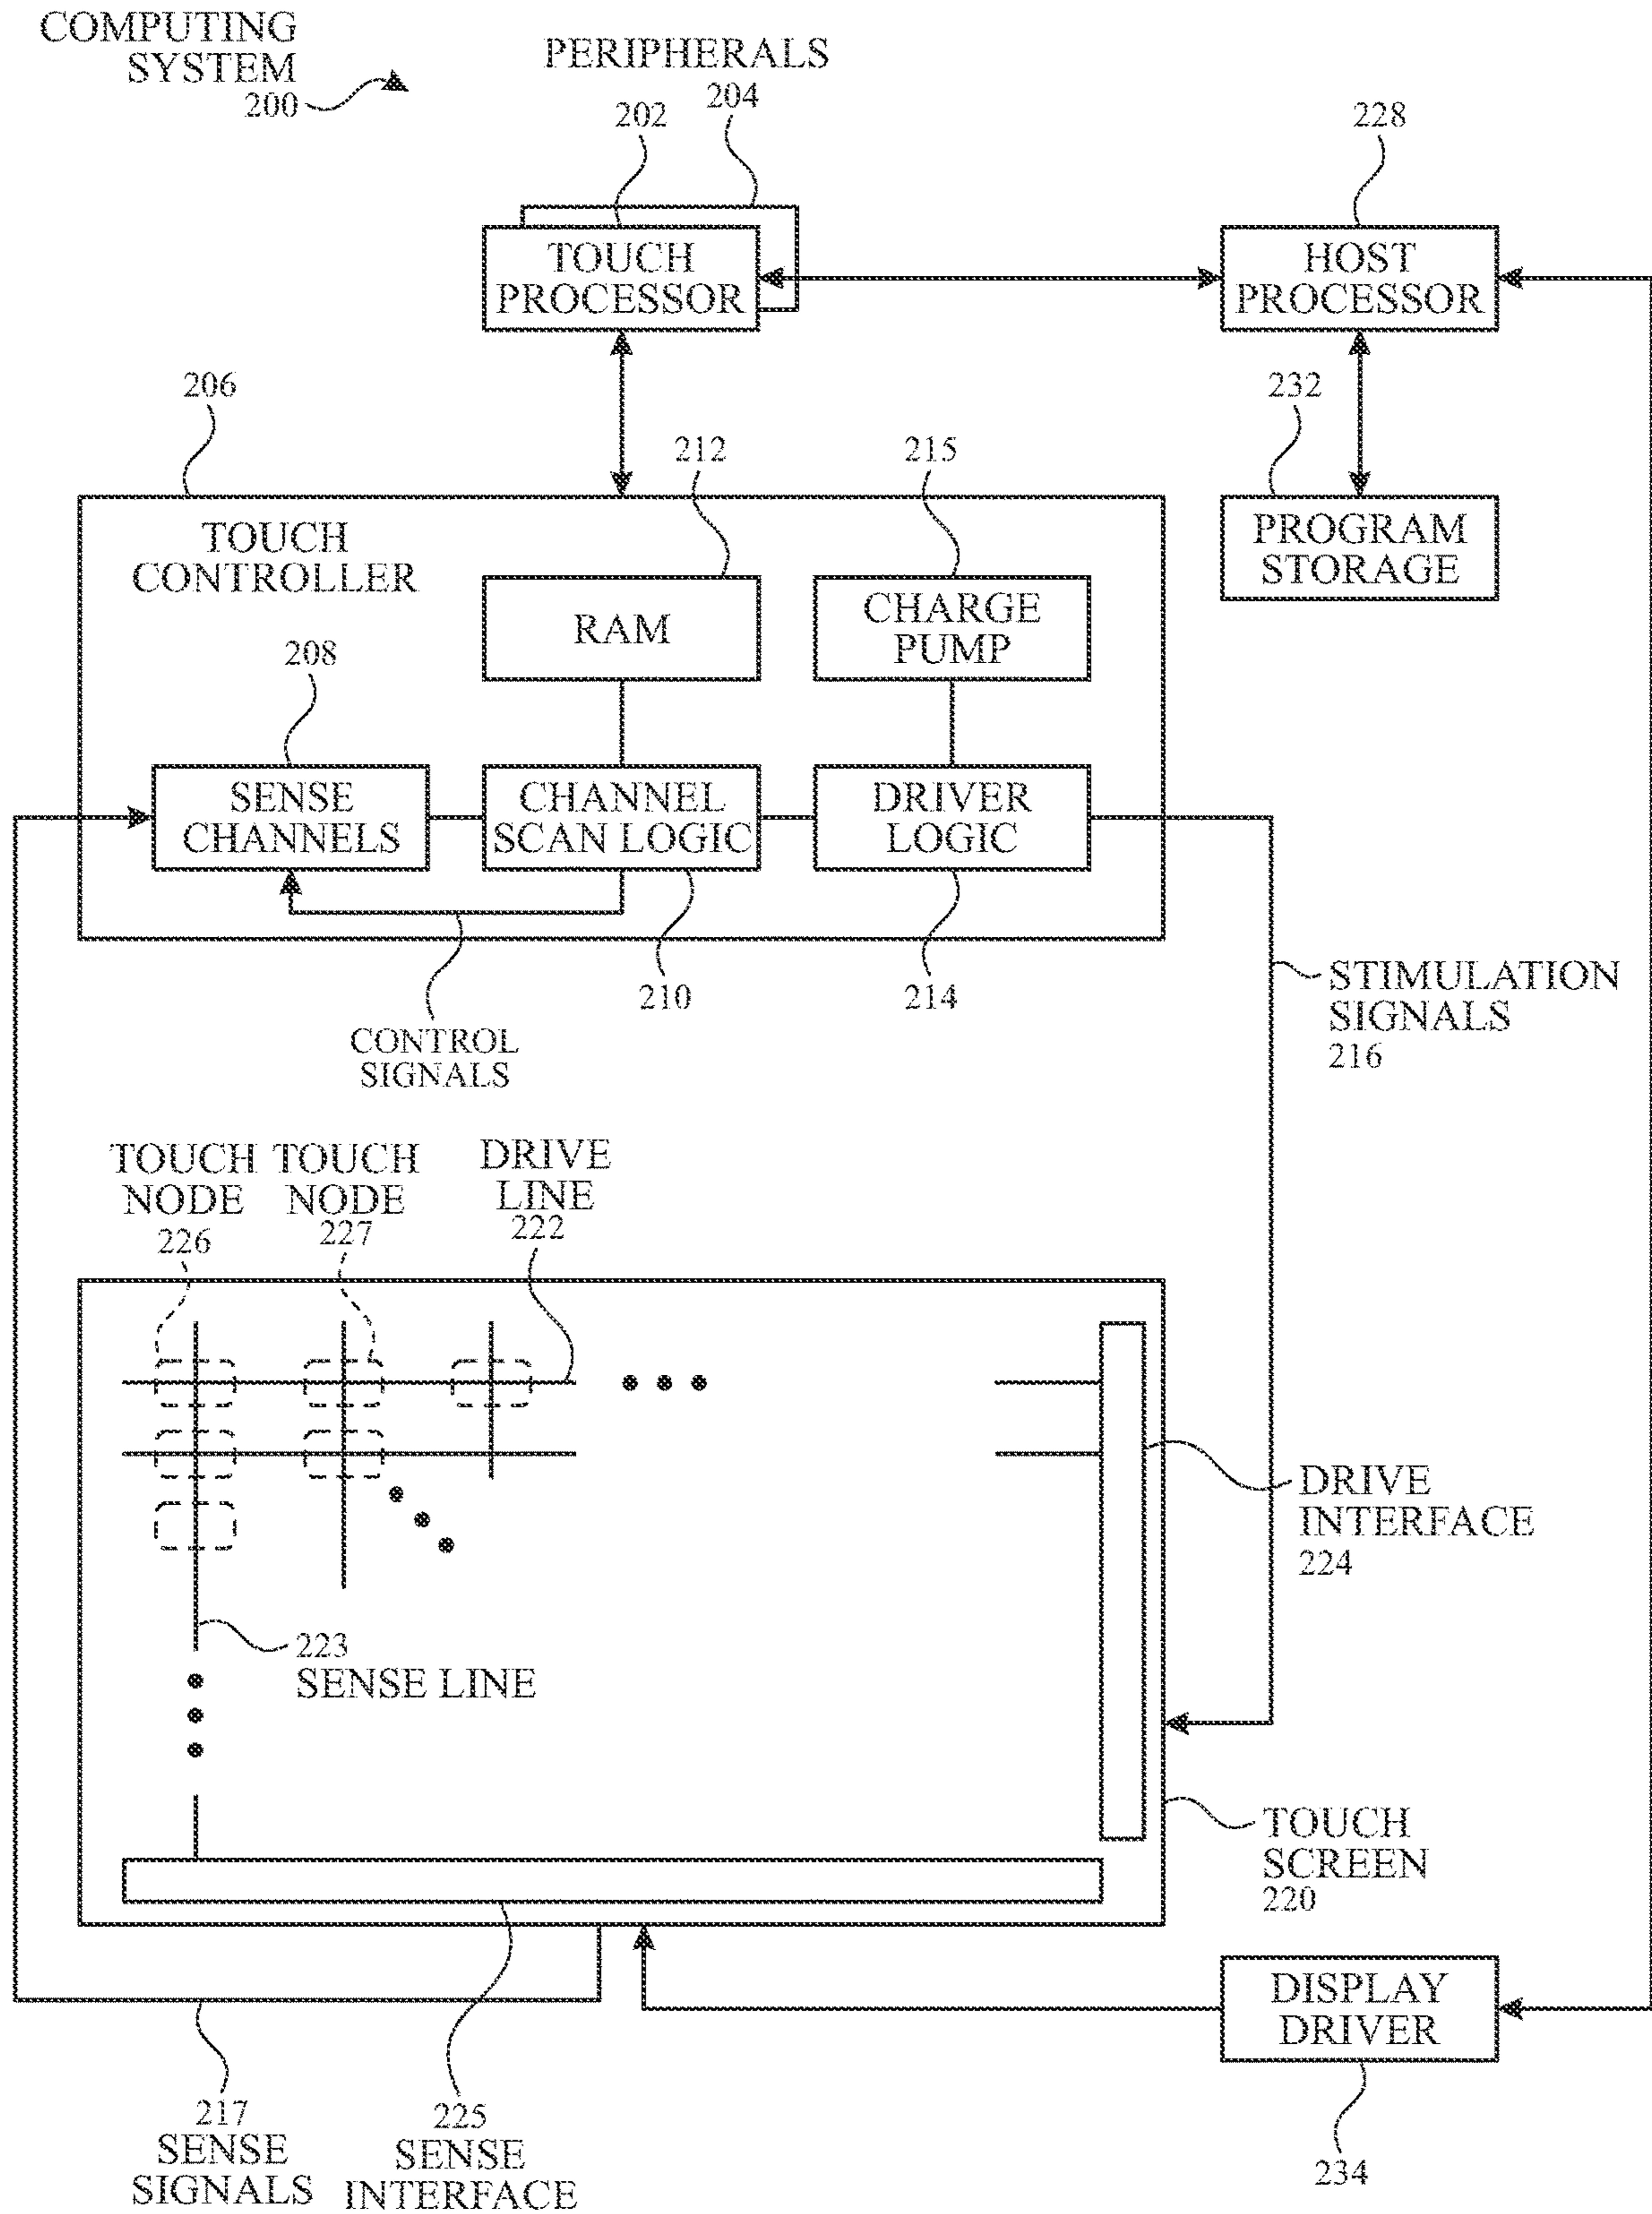 COMPUTING
SYSTEM
200
PERIPHERALS
204
202
228
TOUCH
PROCESSOR
HOST
PROCESSOR
206
232
212
215
TOUCH
CONTROLLER
PROGRAM
STORAGE
RAM
CHARGE
PUMP
208
SENSE
CHANNELS
CHANNEL
SCAN LOGIC
DRIVER
LOGIC
210
214
STIMULATION
SIGNALS
216
CONTROL
SIGNALS
TOUCH
NODE
226
TOUCH
NODE
227
DRIVE
LINE
222
DRIVE
INTERFACE
224
223
SENSE LINE
TOUCH
SCREEN
220
DISPLAY
DRIVER
217
SENSE
SIGNALS
225
SENSE
INTERFACE
234